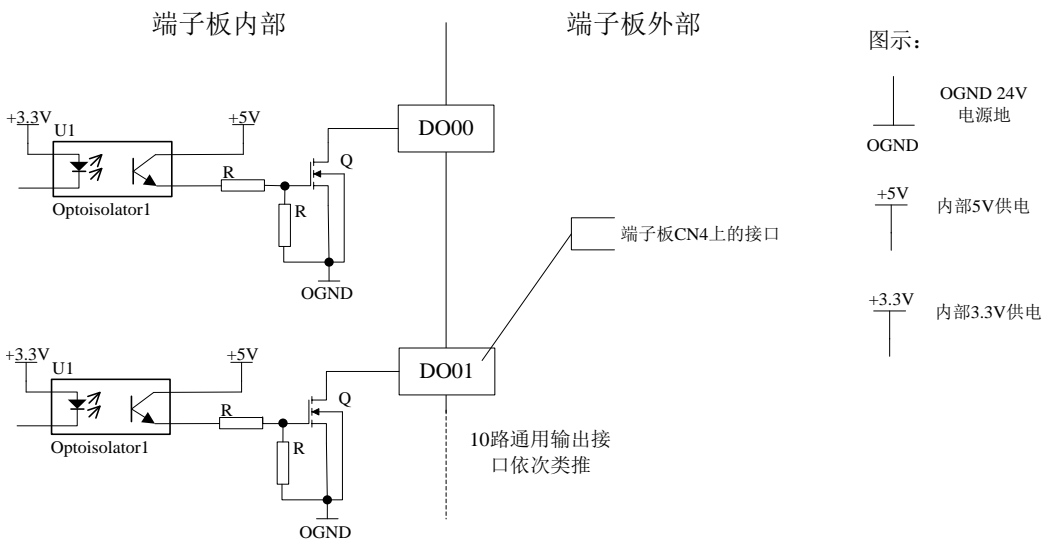 端子板内部
端子板外部
图示:
+3.3V
U1
+5V
R
Q
R
Optoisolator1
OGND
DO00
OGND 24V
电源地
OGND
+5V
内部5V供电
端子板CN4上的接口
+3.3V
内部3.3V供电
+3.3V
U1
+5V
R
Q
R
Optoisolator1
OGND
DO01
10路通用输出接
口依次类推